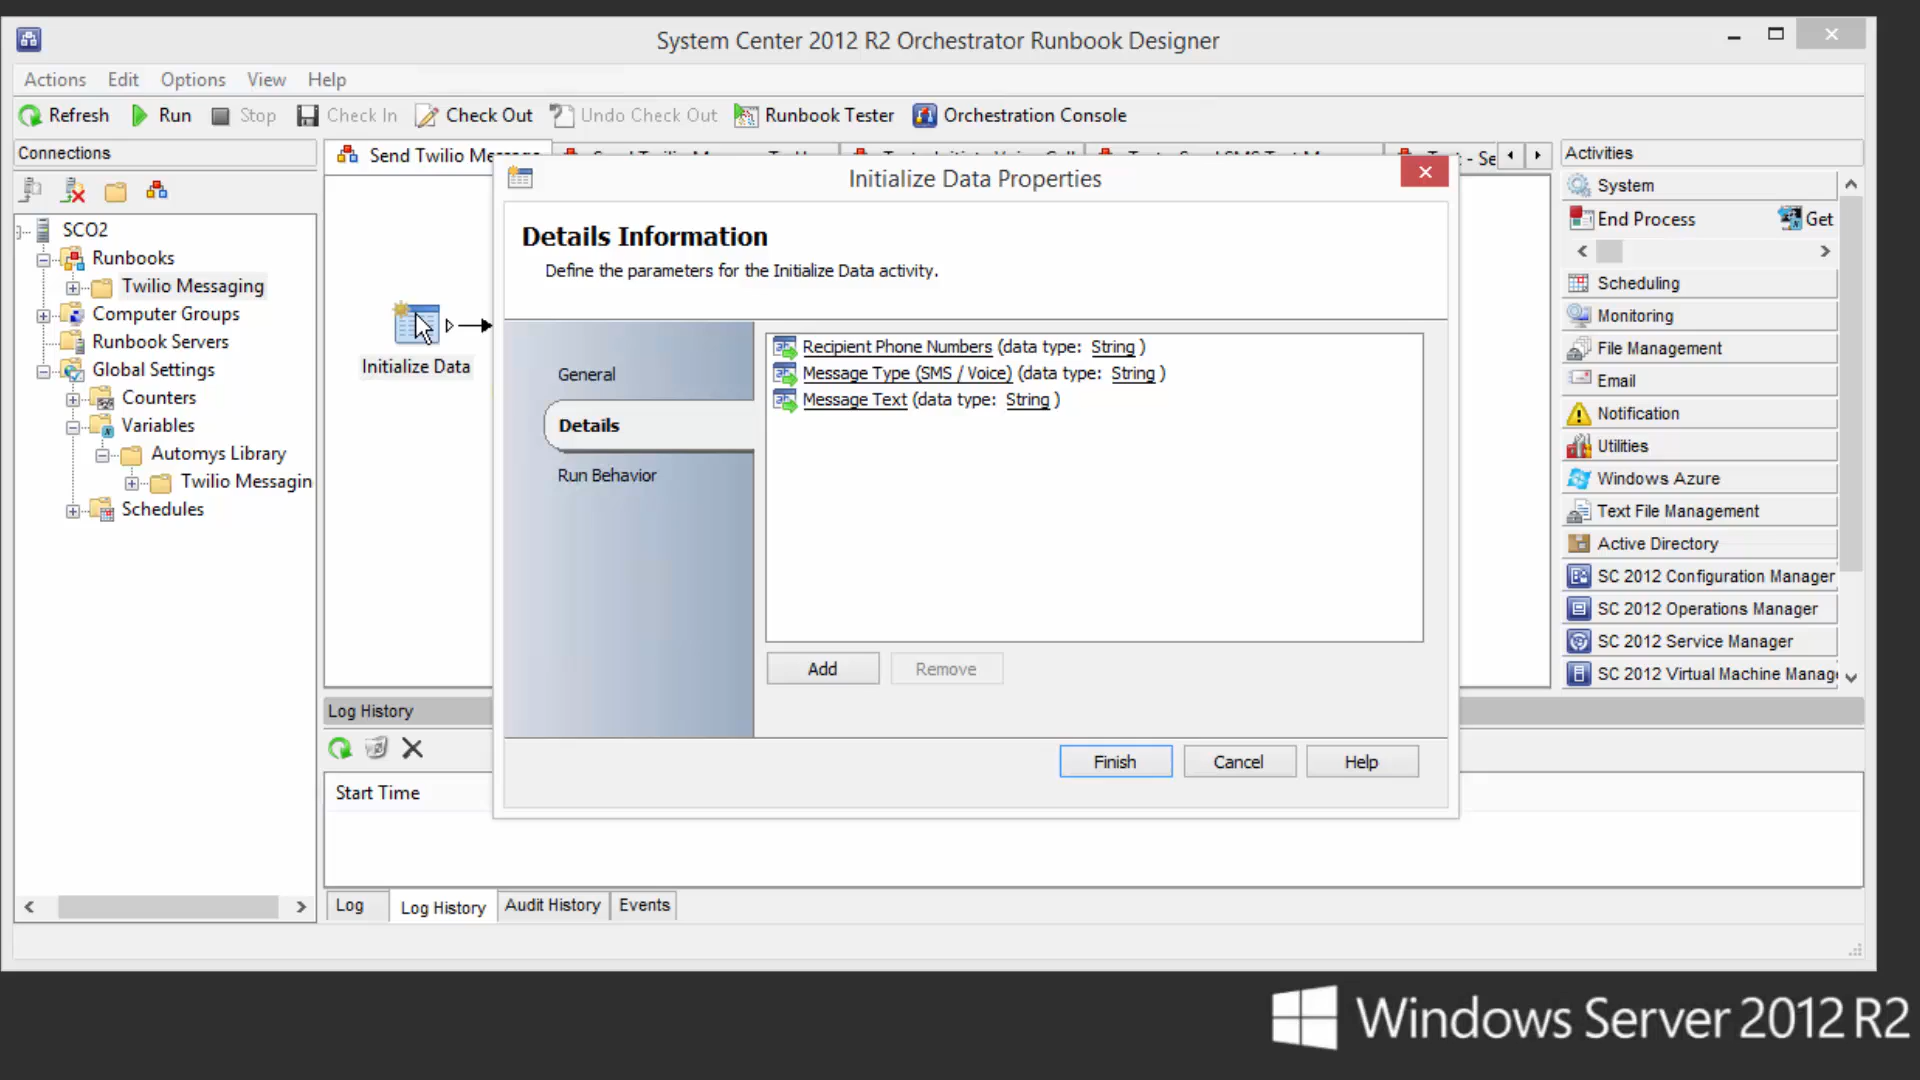 System Center 2012 R2 Orchestrator Runbook Designer
Actions Edit Options View Help
Refresh Run Stop Check In Check Out Undo Check Out Runbook Tester Orchestration Console
Connections
SCO2
Runbooks
Twilio Messaging
Computer Groups
Runbook Servers
Global Settings
Counters
Variables
Automys Library
Twilio Messagin
Schedules
Send Twilio Message
Test - Se
Initialize Data
Initialize Data Properties
Details Information
Define the parameters for the Initialize Data activity.
General
Details
Run Behavior
Recipient Phone Numbers (data type: String )
Message Type (SMS / Voice) (data type: String )
Message Text (data type: String )
Add Remove
Finish Cancel Help
Activities
System
End Process Get
Scheduling
Monitoring
File Management
Email
Notification
Utilities
Windows Azure
Text File Management
Active Directory
SC 2012 Configuration Manager
SC 2012 Operations Manager
SC 2012 Service Manager
SC 2012 Virtual Machine Manag
Log History
Start Time
Log Log History Audit History Events
Windows Server 2012 R2